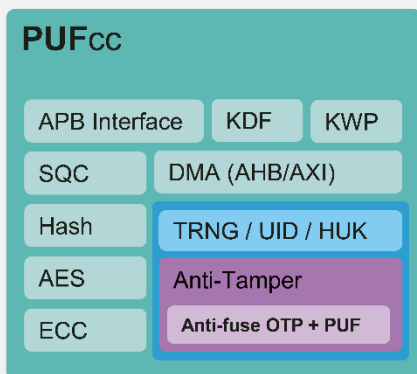 PUFcc
APB Interface KDF KWP
SQC DMA (AHB/AXI)
Hash TRNG / UID / HUK
AES Anti-Tamper
ECC Anti-fuse OTP + PUF